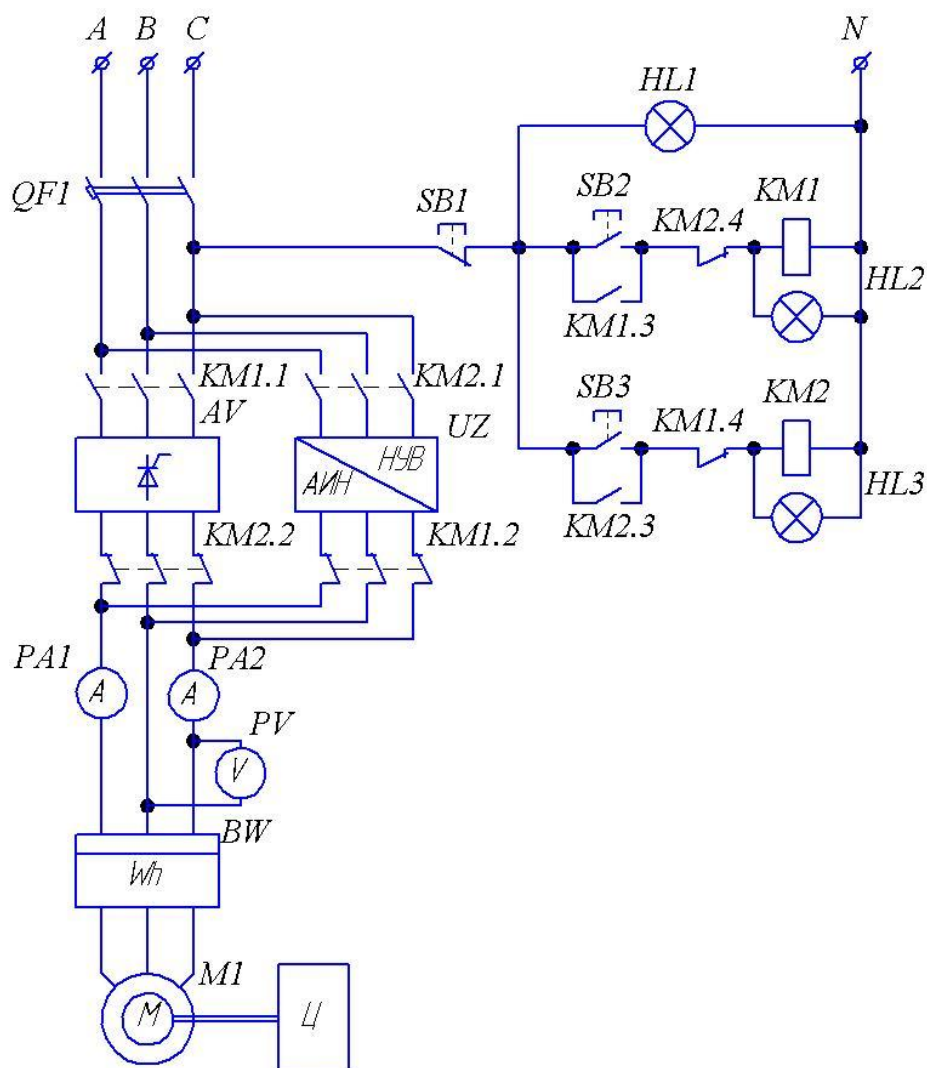 A B C N
HL1
QF1
SB1
SB2
KM2.4
KM1
HL2
KM1.3
KM1.1
KM2.1
SB3
KM1.4
KM2
AV
UZ
АИН
НУВ
HL3
KM2.3
KM2.2
KM1.2
PA1
PA2
A
A
PV
V
BW
Wh
M1
M
Ц